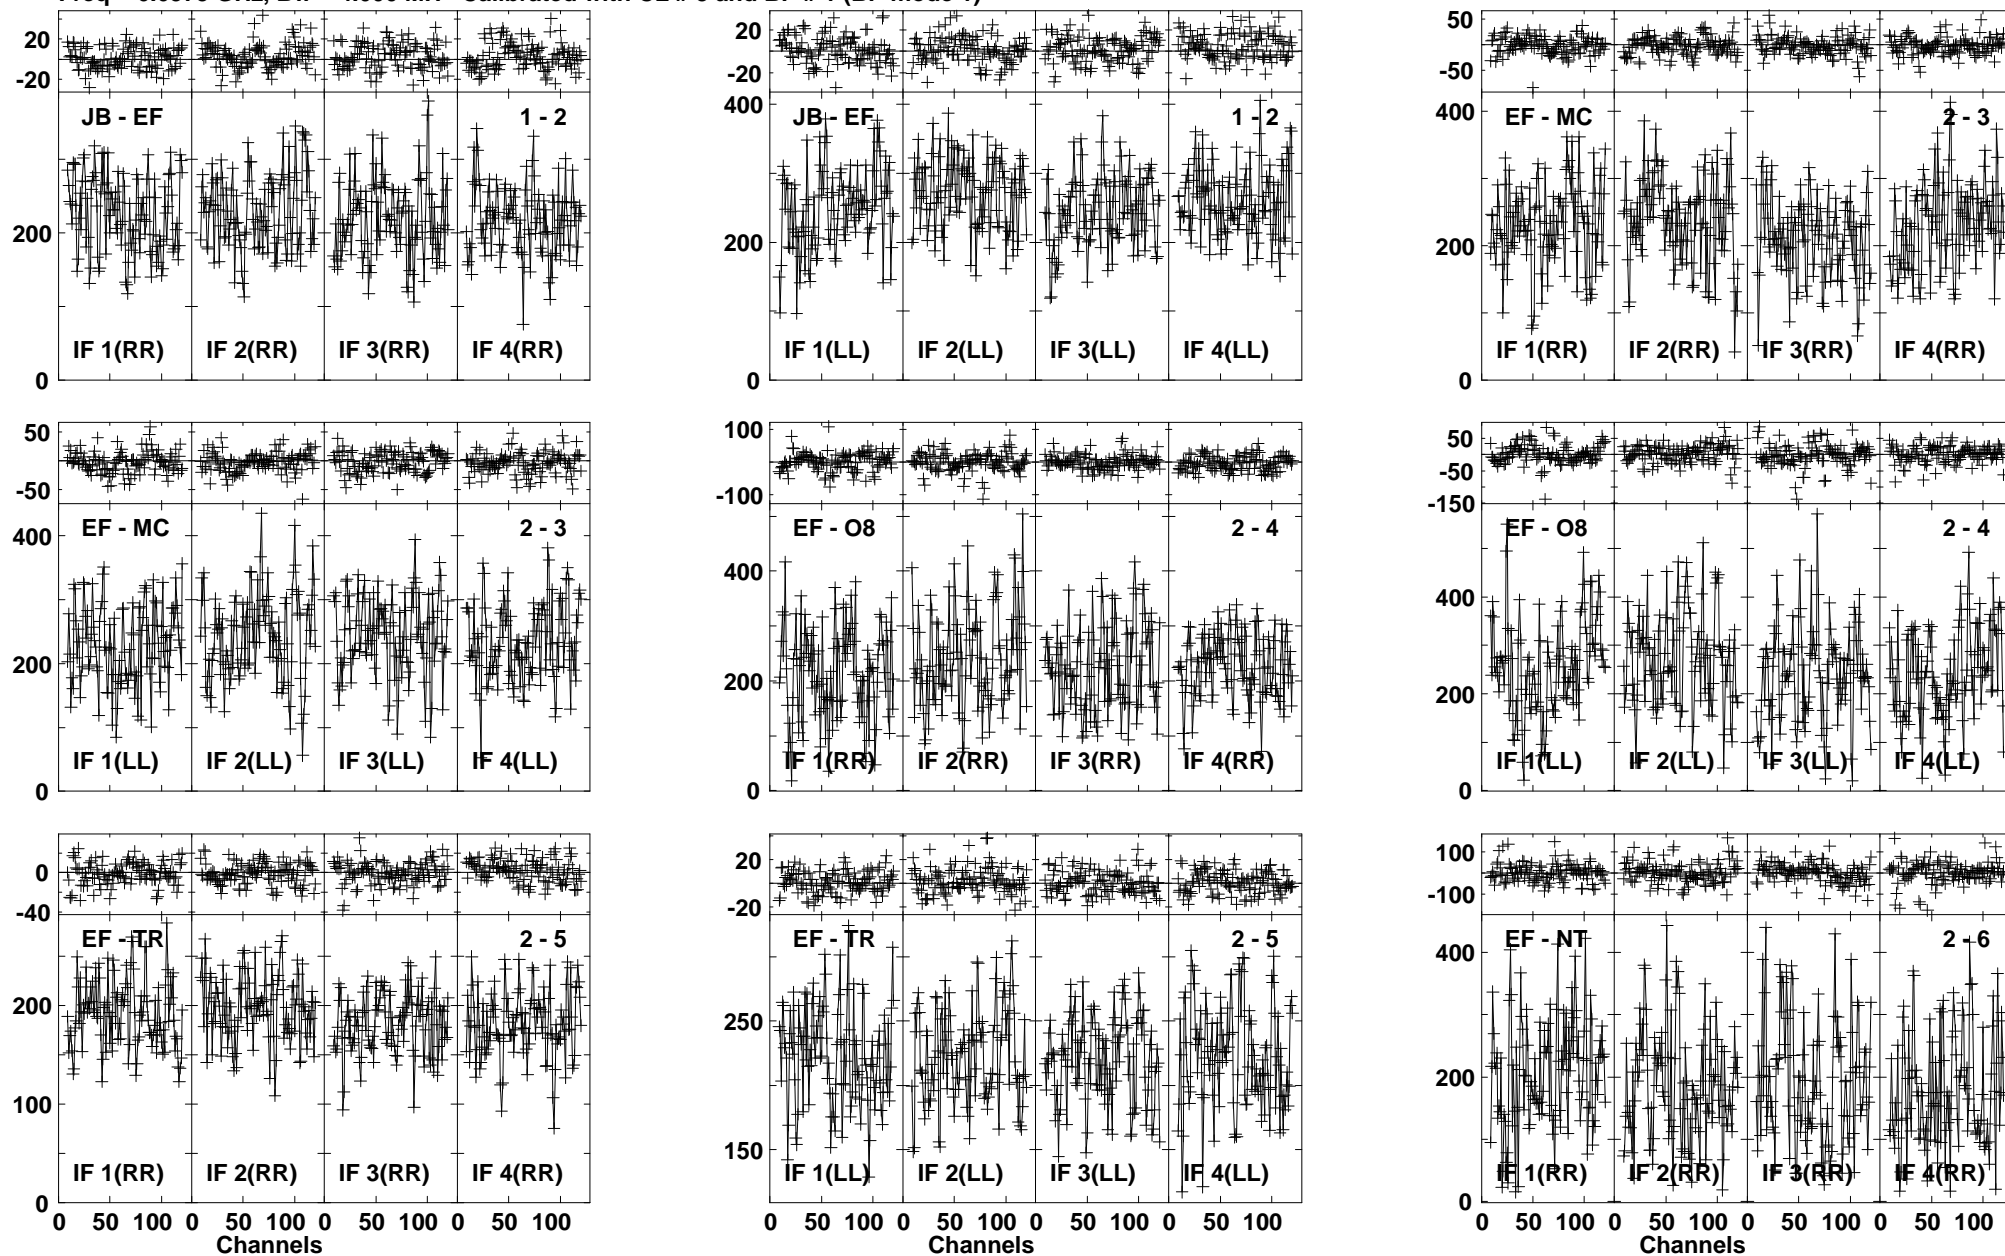 20
-20
JB - EF
1 - 2
200
0
IF 1(RR)
IF 2(RR)
IF 3(RR)
IF 4(RR)
20
-20
400
JB - EF
1 - 2
200
0
IF 1(LL)
IF 2(LL)
IF 3(LL)
IF 4(LL)
50
-50
400
EF - MC
2 - 3
200
0
IF 1(RR)
IF 2(RR)
IF 3(RR)
IF 4(RR)
50
-50
400
EF - MC
2 - 3
200
0
IF 1(LL)
IF 2(LL)
IF 3(LL)
IF 4(LL)
100
-100
EF - O8
2 - 4
400
200
0
IF 1(RR)
IF 2(RR)
IF 3(RR)
IF 4(RR)
50
-50
-150
EF - O8
2 - 4
400
200
0
IF 1(LL)
IF 2(LL)
IF 3(LL)
IF 4(LL)
0
-40
EF - TR
2 - 5
200
100
0
IF 1(RR)
IF 2(RR)
IF 3(RR)
IF 4(RR)
0 50 100 0 50 100 0 50 100 0 50 100
Channels
20
-20
EF - TR
2 - 5
250
150
IF 1(LL)
IF 2(LL)
IF 3(LL)
IF 4(LL)
0 50 100 0 50 100 0 50 100 0 50 100
Channels
100
-100
EF - NT
2 - 6
400
200
0
IF 1(RR)
IF 2(RR)
IF 3(RR)
IF 4(RR)
0 50 100 0 50 100 0 50 100 0 50 100
Channels